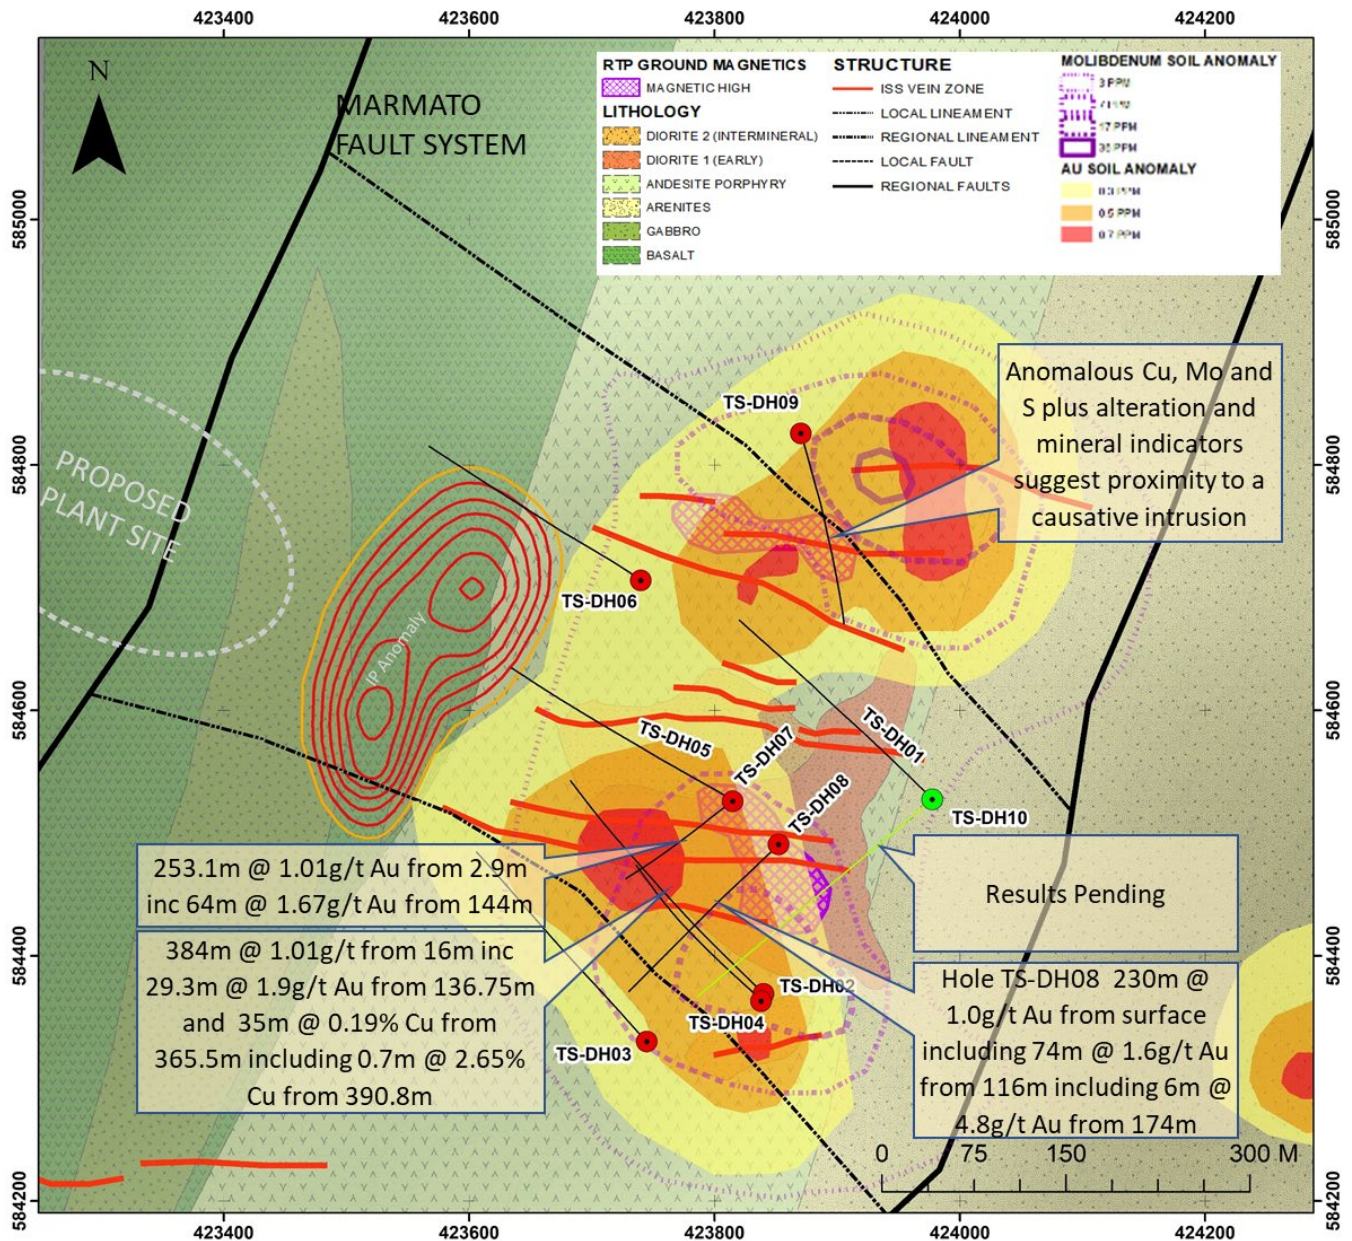 423400
423600
423800
424000
424200
N
MARMATO
FAULT SYSTEM
RTP GROUND MAGNETICS
MAGNETIC HIGH
LITHOLOGY
DIORITE 2 (INTERMINERAL)
DIORITE 1 (EARLY)
ANDESITE PORPHYRY
ARENITES
GABBRO
BASALT
STRUCTURE
ISS VEIN ZONE
LOCAL LINEAMENT
REGIONAL LINEAMENT
LOCAL FAULT
REGIONAL FAULTS
MOLIBDENUM SOIL ANOMALY
3 PPM
7 PPM
17 PPM
35 PPM
AU SOIL ANOMALY
0.3 PPM
0.5 PPM
0.7 PPM
585000
585000
Anomalous Cu, Mo and
S plus alteration and
mineral indicators
suggest proximity to a
causative intrusion
TS-DH09
584800
584800
PROPOSED
PLANT SITE
TS-DH06
IP Anomaly
584600
584600
TS-DH05
TS-DH07
TS-DH01
TS-DH08
TS-DH10
253.1m @ 1.01g/t Au from 2.9m
inc 64m @ 1.67g/t Au from 144m
Results Pending
384m @ 1.01g/t from 16m inc
29.3m @ 1.9g/t Au from 136.75m
and 35m @ 0.19% Cu from
365.5m including 0.7m @ 2.65%
Cu from 390.8m
584400
584400
TS-DH02
TS-DH04
TS-DH03
Hole TS-DH08 230m @
1.0g/t Au from surface
including 74m @ 1.6g/t Au
from 116m including 6m @
4.8g/t Au from 174m
0 75 150 300 M
584200
584200
423400
423600
423800
424000
424200